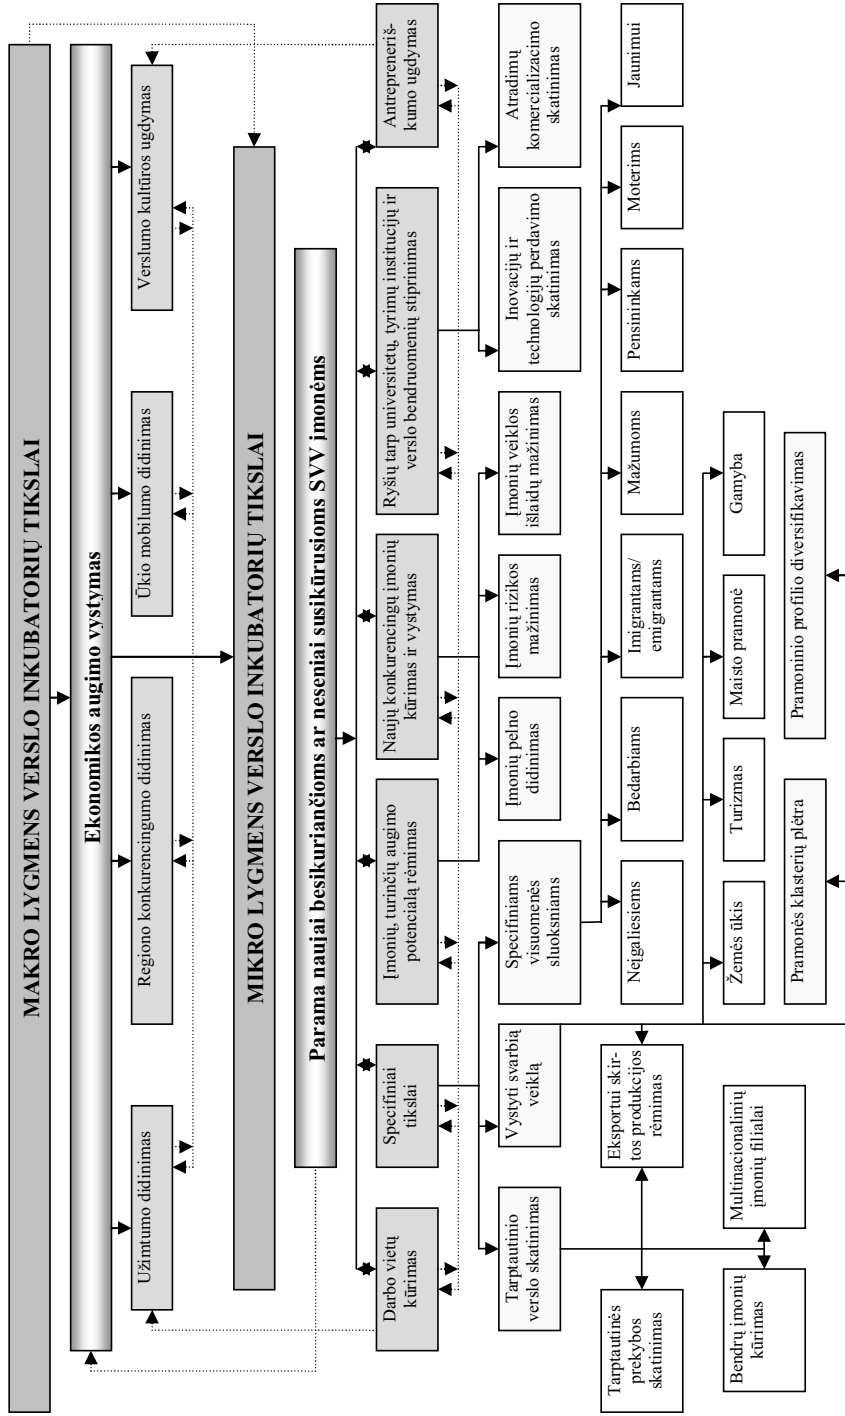 MAKRO LYGMENS VERSLO INKUBATORIŲ TIKSLAI
Ekonomikos augimo vystymas
Užimtumo didinimas
Regiono konkurencingumo didinimas
Ūkio mobilumo didinimas
Verslumo kultūros ugdymas
MIKRO LYGMENS VERSLO INKUBATORIŲ TIKSLAI
Parama naujai besikuriančioms ar neseniai susikūrusioms SVV įmonėms
Darbo vietų
kūrimas
Specifiniai
tikslai
Įmonių, turinčių augimo
potencialą rėmimas
Naujų konkurencingų įmonių
kūrimas ir vystymas
Ryšių tarp universitetų, tyrimų institucijų ir
verslo bendruomenių stiprinimas
Antrepreneriš-
kumo ugdymas
Tarptautinio
verslo skatinimas
Vystyti svarbią
veiklą
Specifiniams
visuomenės
sluoksniams
Įmonių pelno
didinimas
Įmonių rizikos
mažinimas
Įmonių veiklos
išlaidų mažinimas
Inovacijų ir
technologijų perdavimo
skatinimas
Atradimų
komercializacimo
skatinimas
Tarptautinės
prekybos
skatinimas
Eksportui skir-
tos produkcijos
rėmimas
Neįgaliesiems
Bedarbiams
Imigrantams/
emigrantams
Mažumoms
Pensininkams
Moterims
Jaunimui
Bendrų įmonių
kūrimas
Multinacionalinių
įmonių filialai
Žemės ūkis
Turizmas
Maisto pramonė
Gamyba
Pramonės klasterių plėtra
Pramoninio profilio diversifikavimas